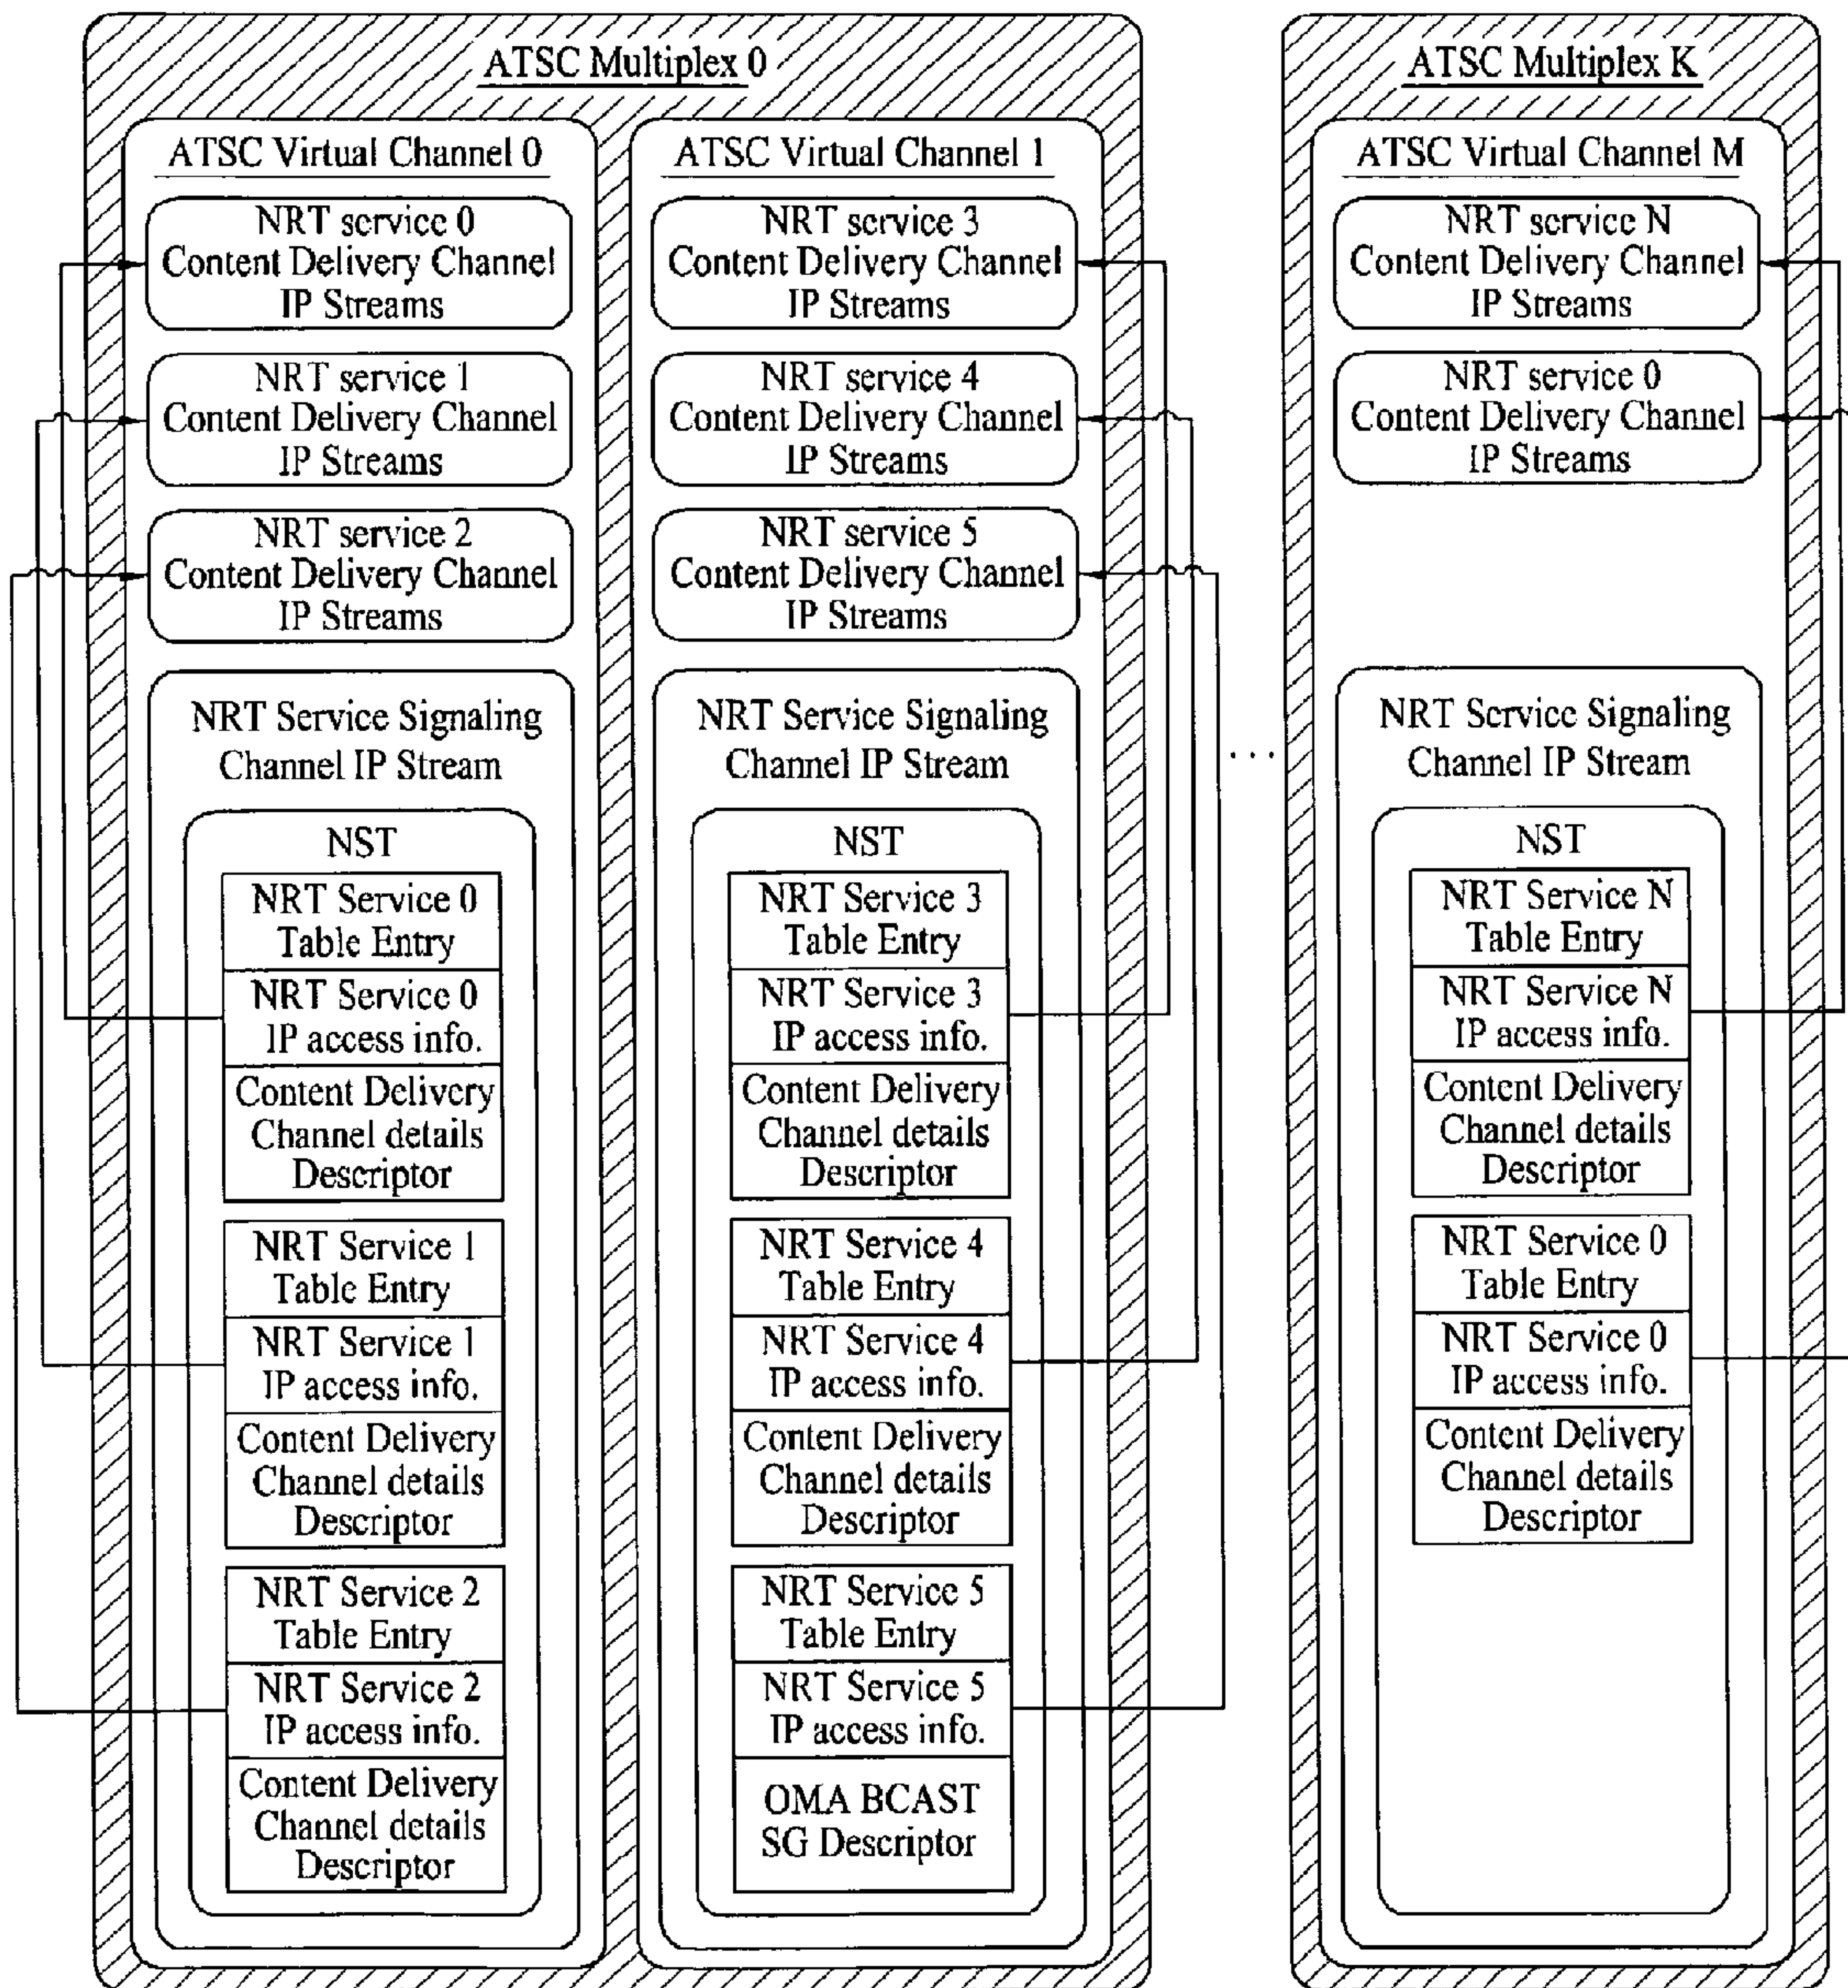 ATSC Multiplex 0
ATSC Virtual Channel 0
NRT service 0
Content Delivery Channel
IP Streams
NRT service 1
Content Delivery Channel
IP Streams
NRT service 2
Content Delivery Channel
IP Streams
NRT Service Signaling
Channel IP Stream
NST
NRT Service 0
Table Entry
NRT Service 0
IP access info.
Content Delivery
Channel details
Descriptor
NRT Service 1
Table Entry
NRT Service 1
IP access info.
Content Delivery
Channel details
Descriptor
NRT Service 2
Table Entry
NRT Service 2
IP access info.
Content Delivery
Channel details
Descriptor
ATSC Virtual Channel 1
NRT service 3
Content Delivery Channel
IP Streams
NRT service 4
Content Delivery Channel
IP Streams
NRT service 5
Content Delivery Channel
IP Streams
NRT Service Signaling
Channel IP Stream
NST
NRT Service 3
Table Entry
NRT Service 3
IP access info.
Content Delivery
Channel details
Descriptor
NRT Service 4
Table Entry
NRT Service 4
IP access info.
Content Delivery
Channel details
Descriptor
NRT Service 5
Table Entry
NRT Service 5
IP access info.
OMA BCAST
SG Descriptor
...
ATSC Multiplex K
ATSC Virtual Channel M
NRT service N
Content Delivery Channel
IP Streams
NRT service 0
Content Delivery Channel
IP Streams
NRT Service Signaling
Channel IP Stream
NST
NRT Service N
Table Entry
NRT Service N
IP access info.
Content Delivery
Channel details
Descriptor
NRT Service 0
Table Entry
NRT Service 0
IP access info.
Content Delivery
Channel details
Descriptor